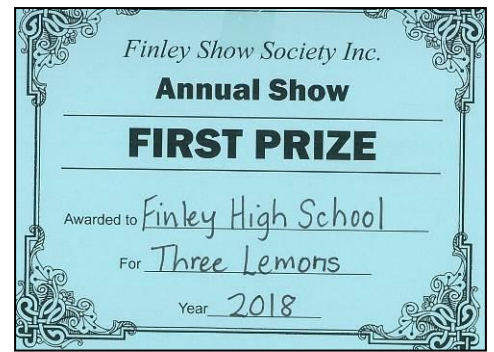 Finley Show Society Inc.
Annual Show
FIRST PRIZE
Awarded to Finley High School
For Three Lemons
Year 2018